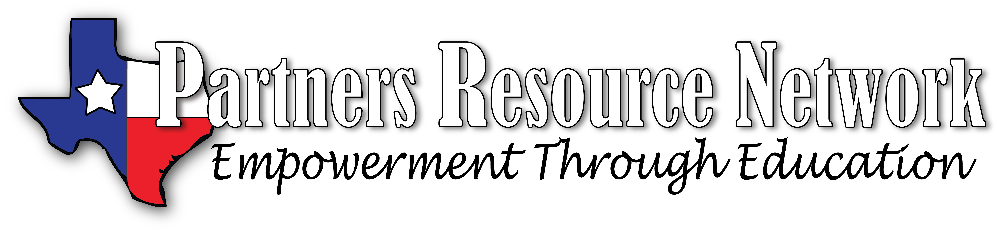 Partners Resource Network
Empowerment Through Education